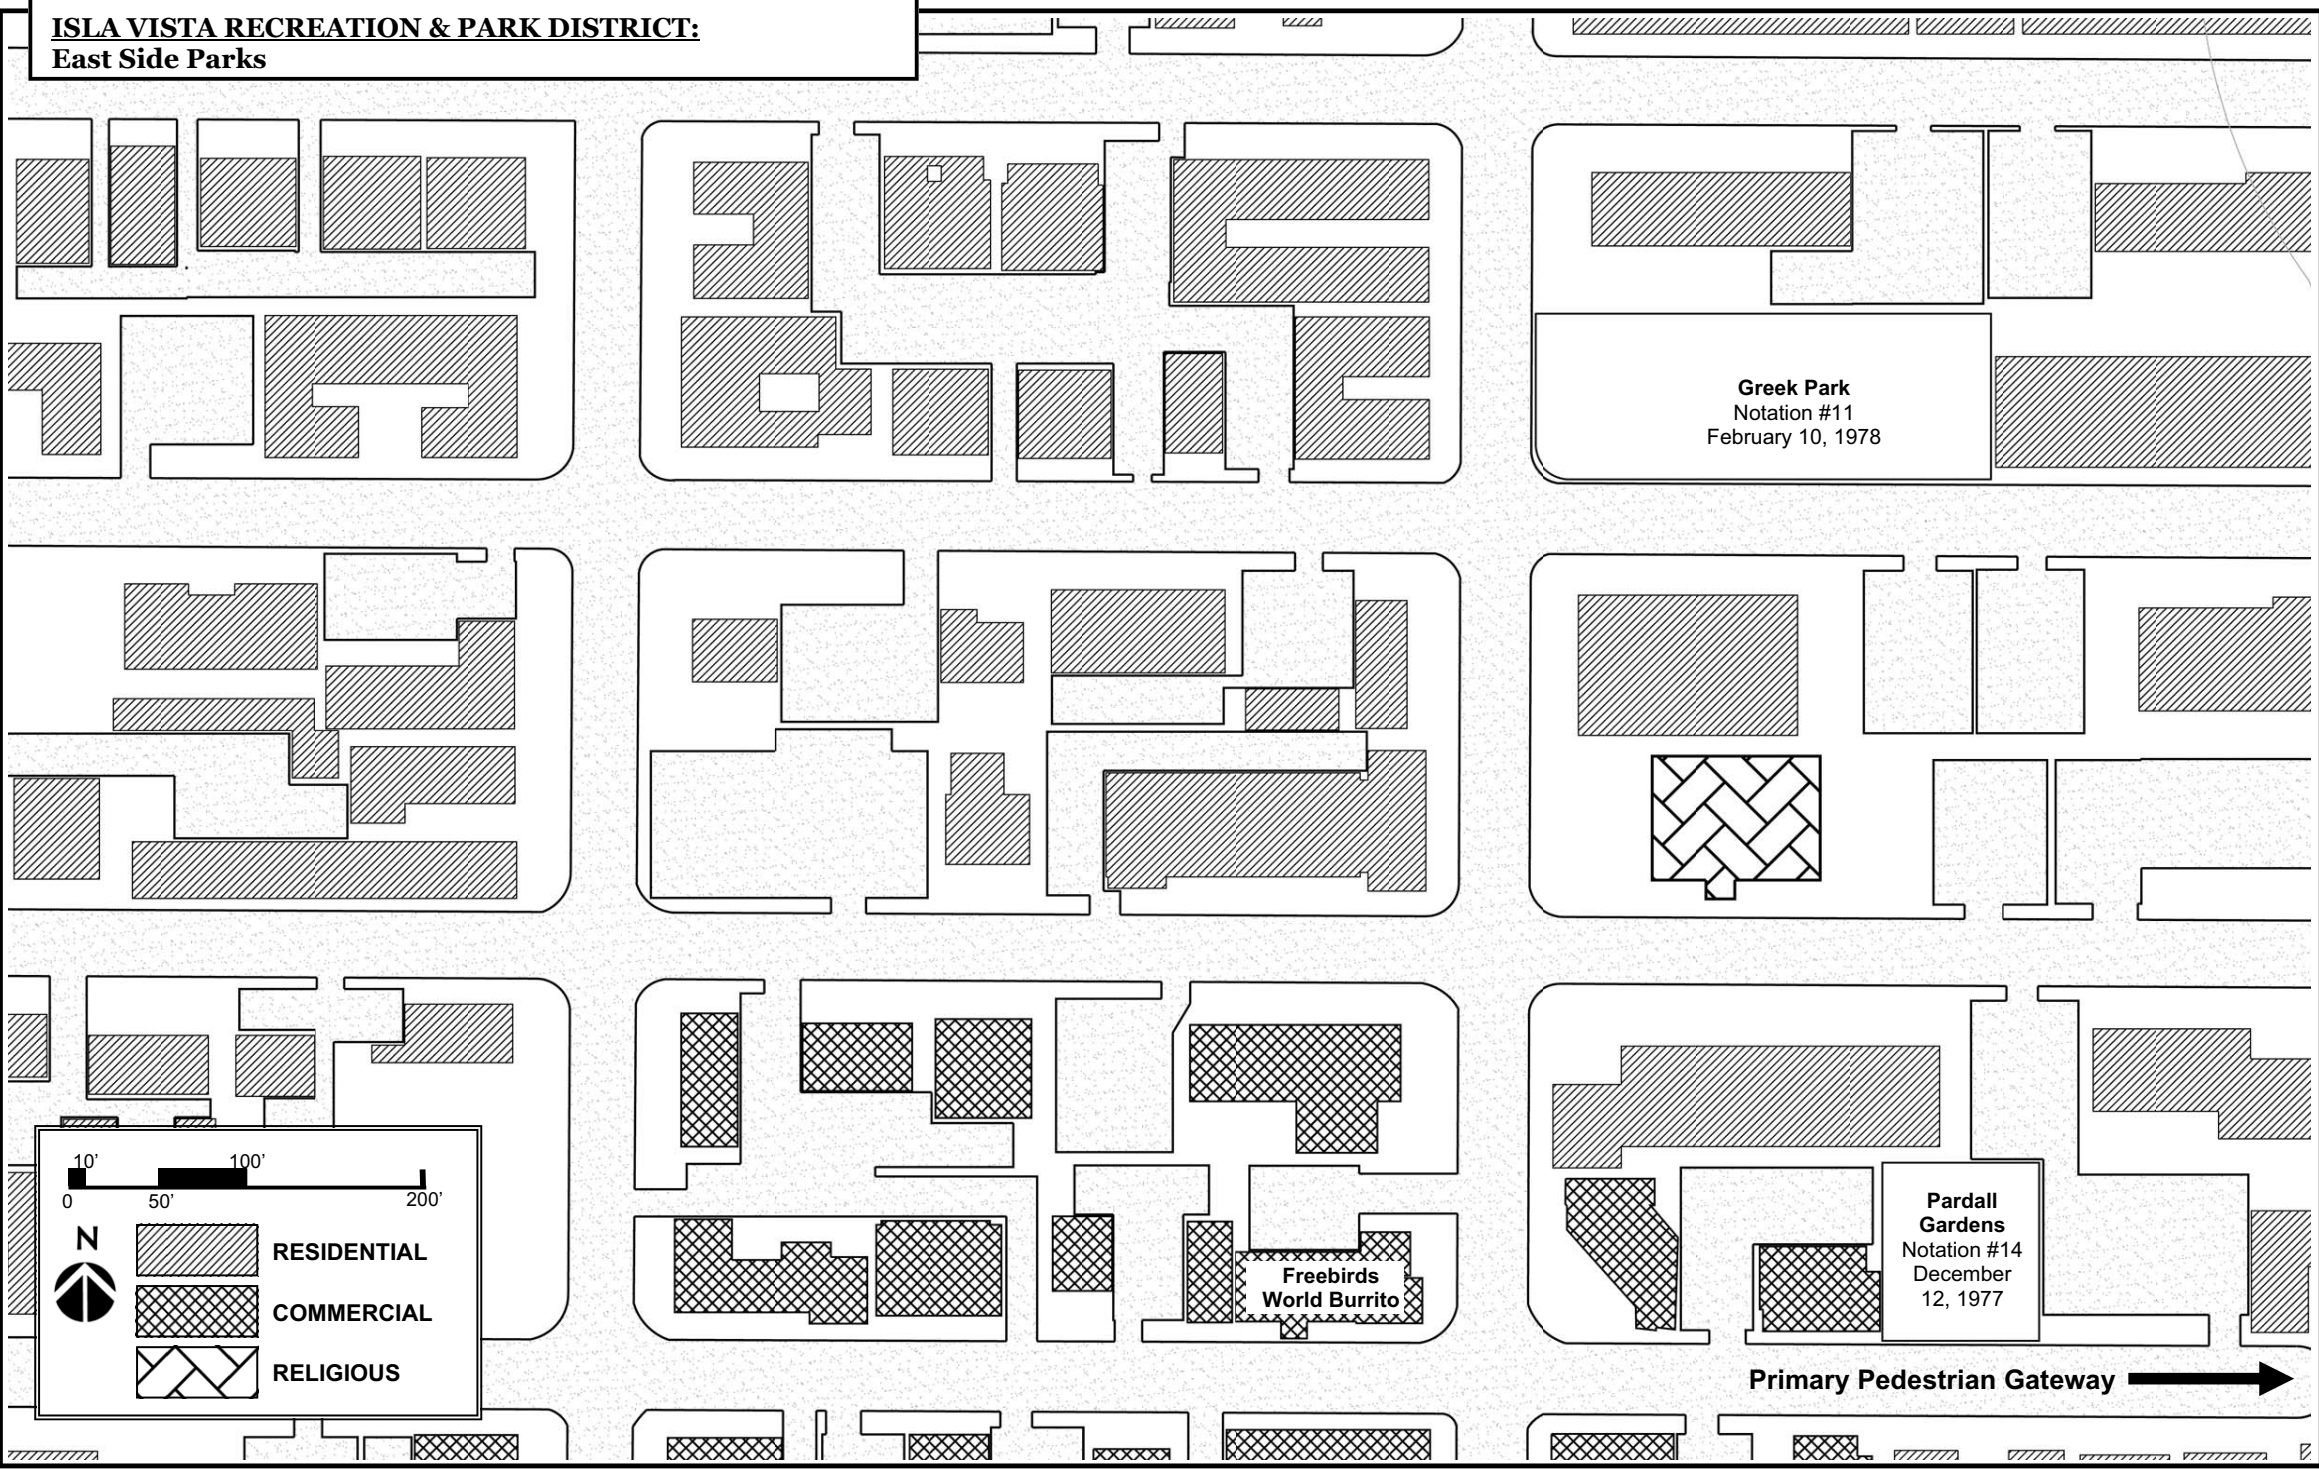 ISLA VISTA RECREATION & PARK DISTRICT:
East Side Parks
Greek Park
Notation #11
February 10, 1978
Pardall
Gardens
Notation #14
December
12, 1977
Freebirds
World Burrito
Primary Pedestrian Gateway
10’ 100’
0 50’ 200’
N
RESIDENTIAL
COMMERCIAL
RELIGIOUS